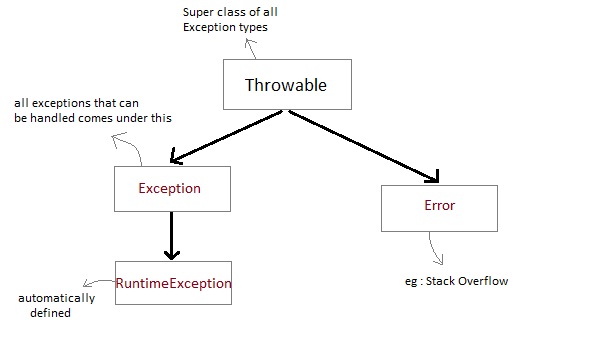 Super class of all
Exception types
Throwable
all exceptions that can
be handled comes under this
Exception
Error
RuntimeException
eg : Stack Overflow
automatically
defined